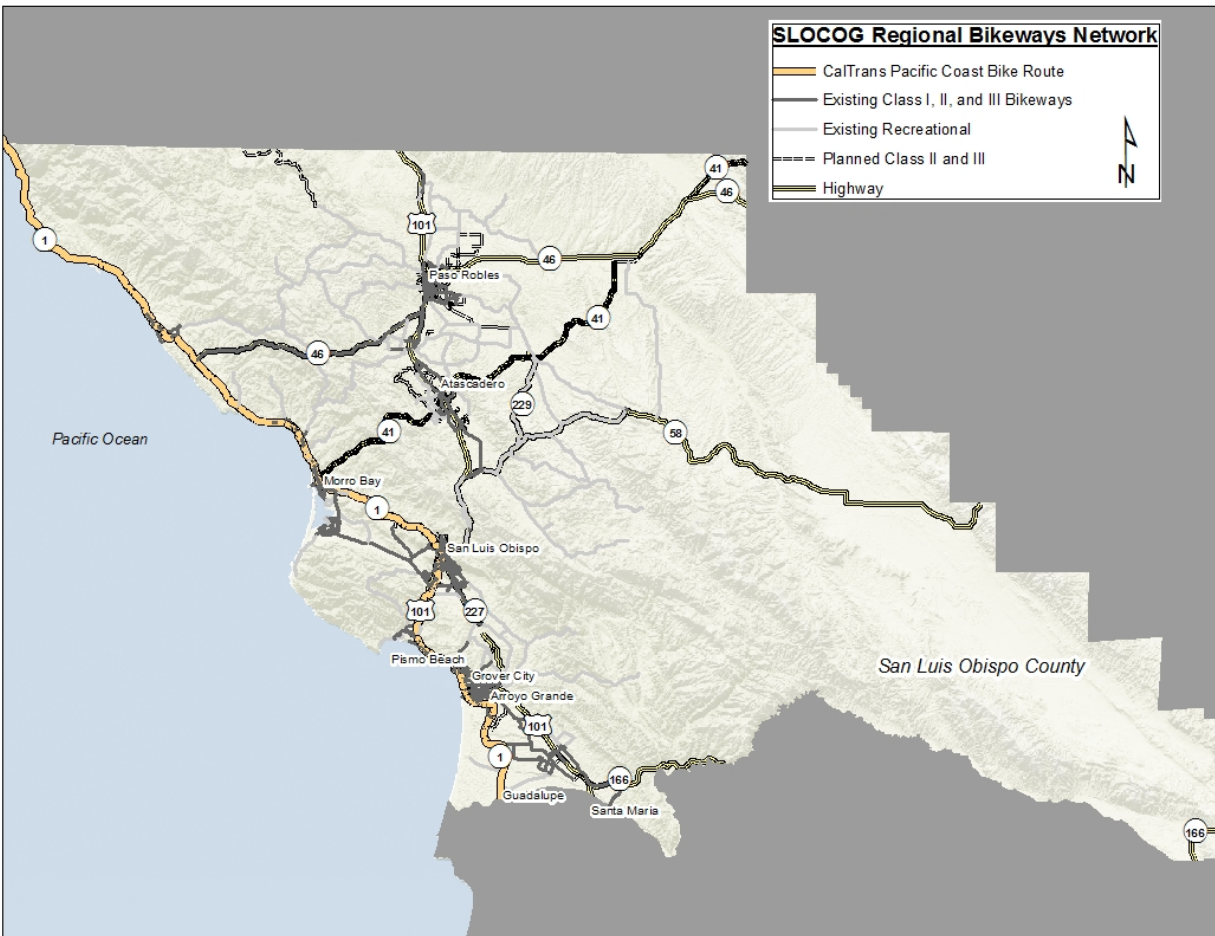 SLOCOG Regional Bikeways Network
CalTrans Pacific Coast Bike Route
Existing Class I, II, and III Bikeways
Existing Recreational
Planned Class II and III
Highway
N
41
46
1
101
46
Paso Robles
41
46
Atascadero
229
41
58
Pacific Ocean
Morro Bay
1
San Luis Obispo
101
227
Pismo Beach
San Luis Obispo County
Grover City
Arroyo Grande
101
1
166
Guadalupe
Santa Maria
166